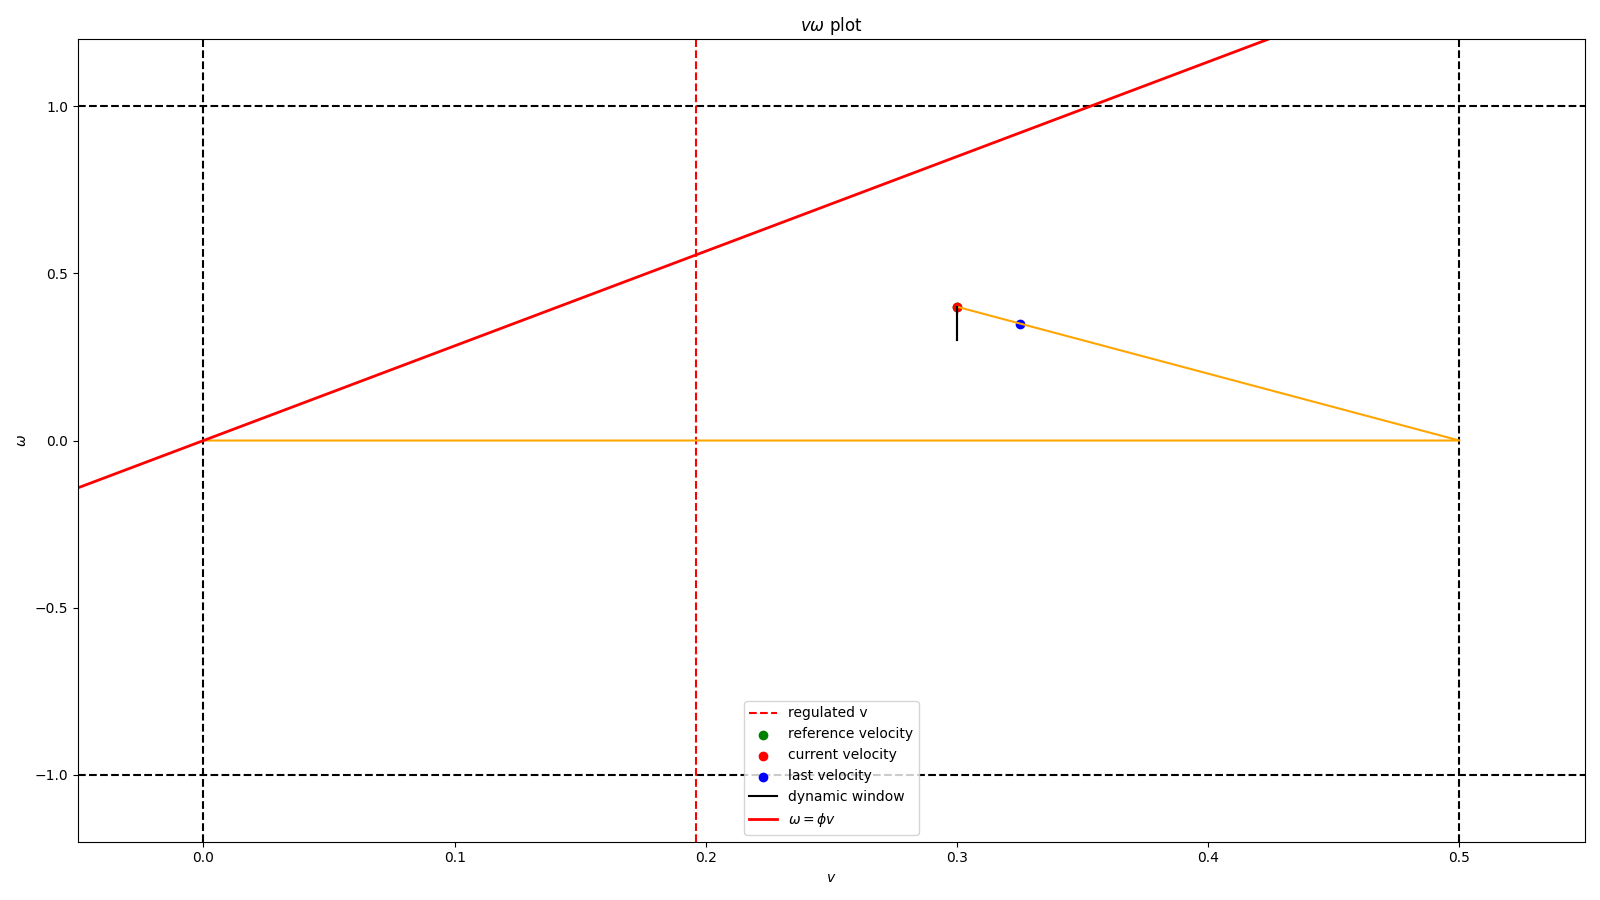 vω plot
1.0
0.5
0.0
−0.5
−1.0
ω
0.0
0.1
0.2
0.3
0.4
0.5
v
regulated v
reference velocity
current velocity
last velocity
dynamic window
ω = ϕv